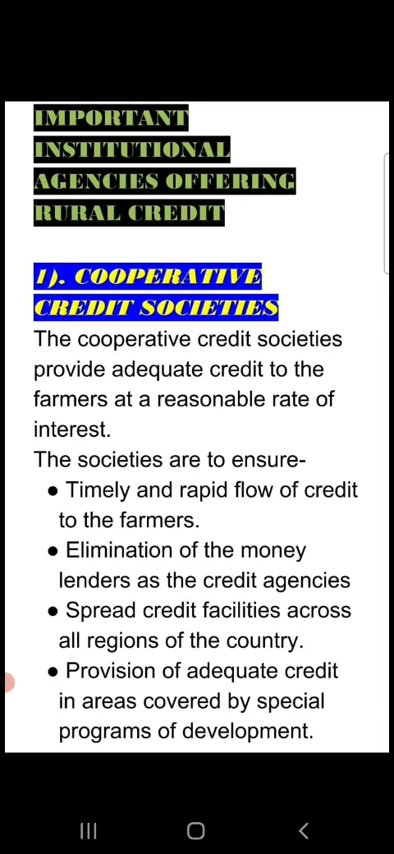 IMPORTANT
INSTITUTIONAL
AGENCIES OFFERING
RURAL CREDIT
1). COOPERATIVE
CREDIT SOCIETIES
The cooperative credit societies
provide adequate credit to the
farmers at a reasonable rate of
interest.
The societies are to ensure-
● Timely and rapid flow of credit
to the farmers.
● Elimination of the money
lenders as the credit agencies
● Spread credit facilities across
all regions of the country.
● Provision of adequate credit
in areas covered by special
programs of development.